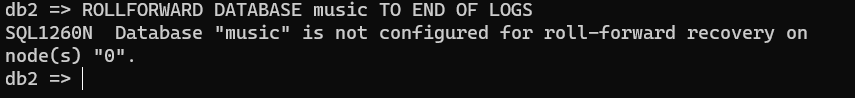 db2 => ROLLFORWARD DATABASE music TO END OF LOGS
SQL1260N  Database "music" is not configured for roll-forward recovery on
node(s) "0".
db2 =>